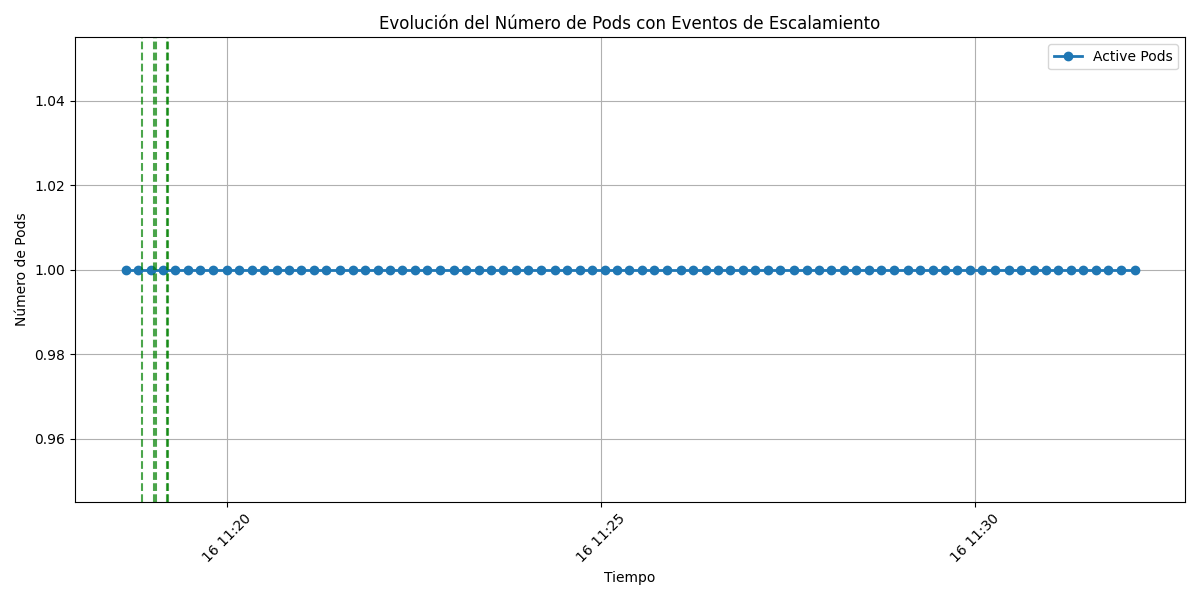 Evolución del Número de Pods con Eventos de Escalamiento
Active Pods
Número de Pods
1.04
1.02
1.00
0.98
0.96
16 11:20
16 11:25
16 11:30
Tiempo